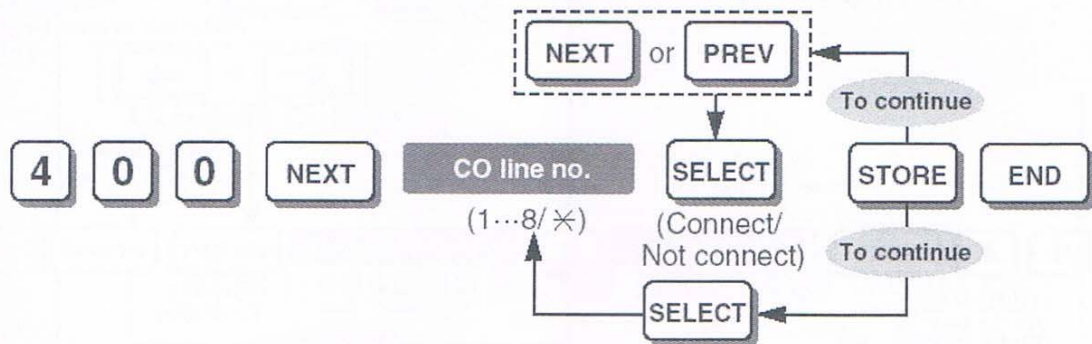 NEXT or PREV
To continue
4 0 0 NEXT CO line no. SELECT STORE END
(1···8/✕) (Connect/
Not connect)
To continue
SELECT